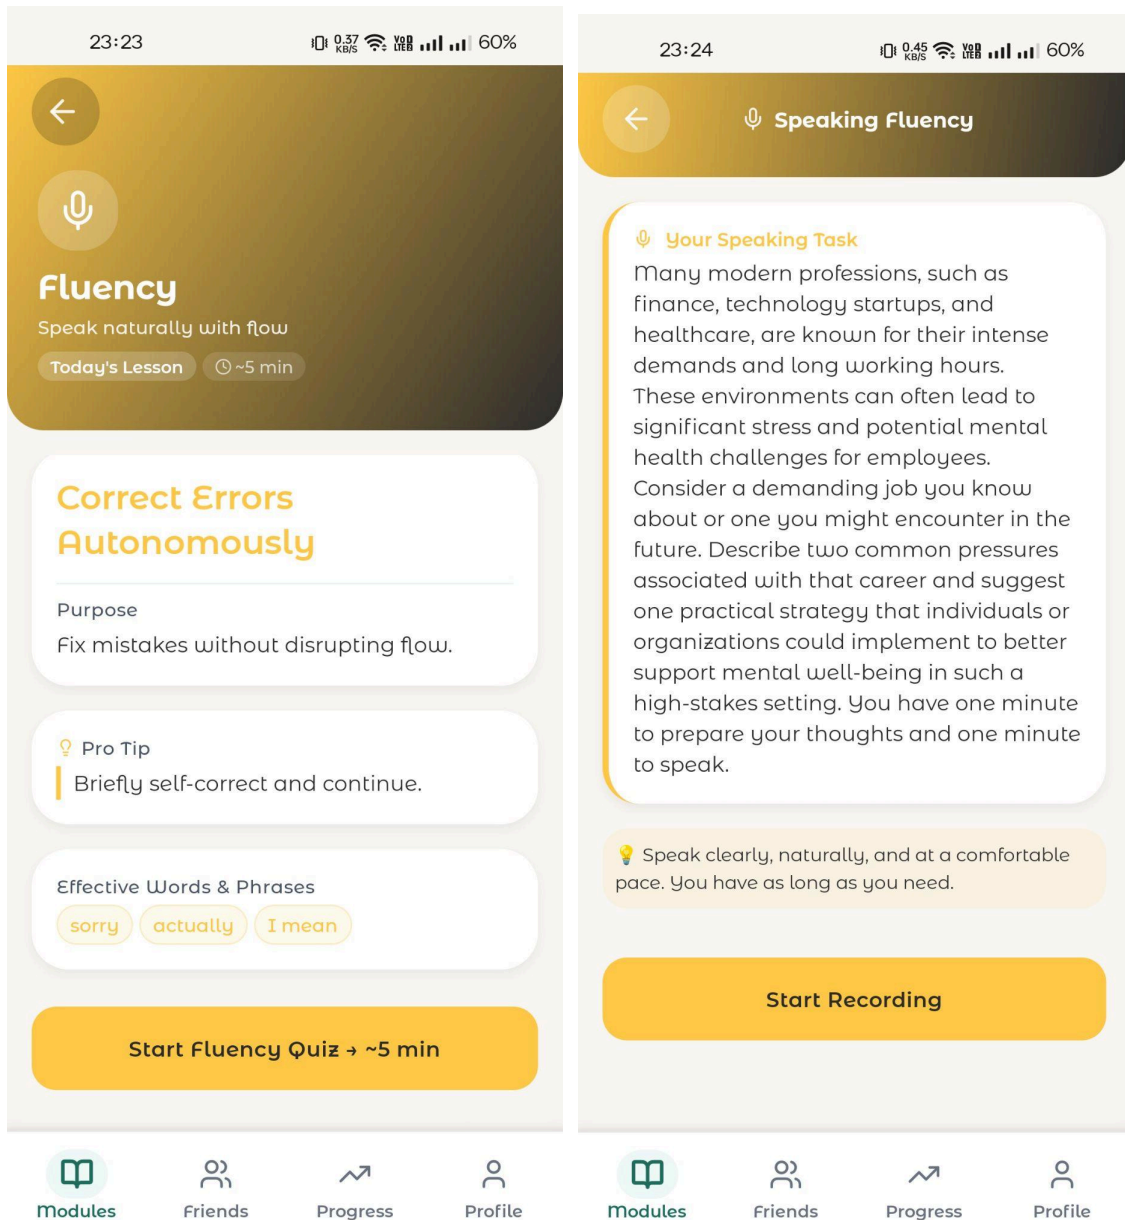 23:23
0.37 KB/S
Vo LTE 2
60%
Fluency
Speak naturally with flow
Today's Lesson
~5 min
Correct Errors
Autonomously
Purpose
Fix mistakes without disrupting flow.
Pro Tip
Briefly self-correct and continue.
Effective Words & Phrases
sorry actually I mean
Start Fluency Quiz → ~5 min
Modules Friends Progress Profile
23:24
0.45 KB/S
60%
Speaking Fluency
Your Speaking Task
Many modern professions, such as
finance, technology startups, and
healthcare, are known for their intense
demands and long working hours.
These environments can often lead to
significant stress and potential mental
health challenges for employees.
Consider a demanding job you know
about or one you might encounter in the
future. Describe two common pressures
associated with that career and suggest
one practical strategy that individuals or
organizations could implement to better
support mental well-being in such a
high-stakes setting. You have one minute
to prepare your thoughts and one minute
to speak.
💡 Speak clearly, naturally, and at a comfortable
pace. You have as long as you need.
Start Recording
Modules Friends Progress Profile